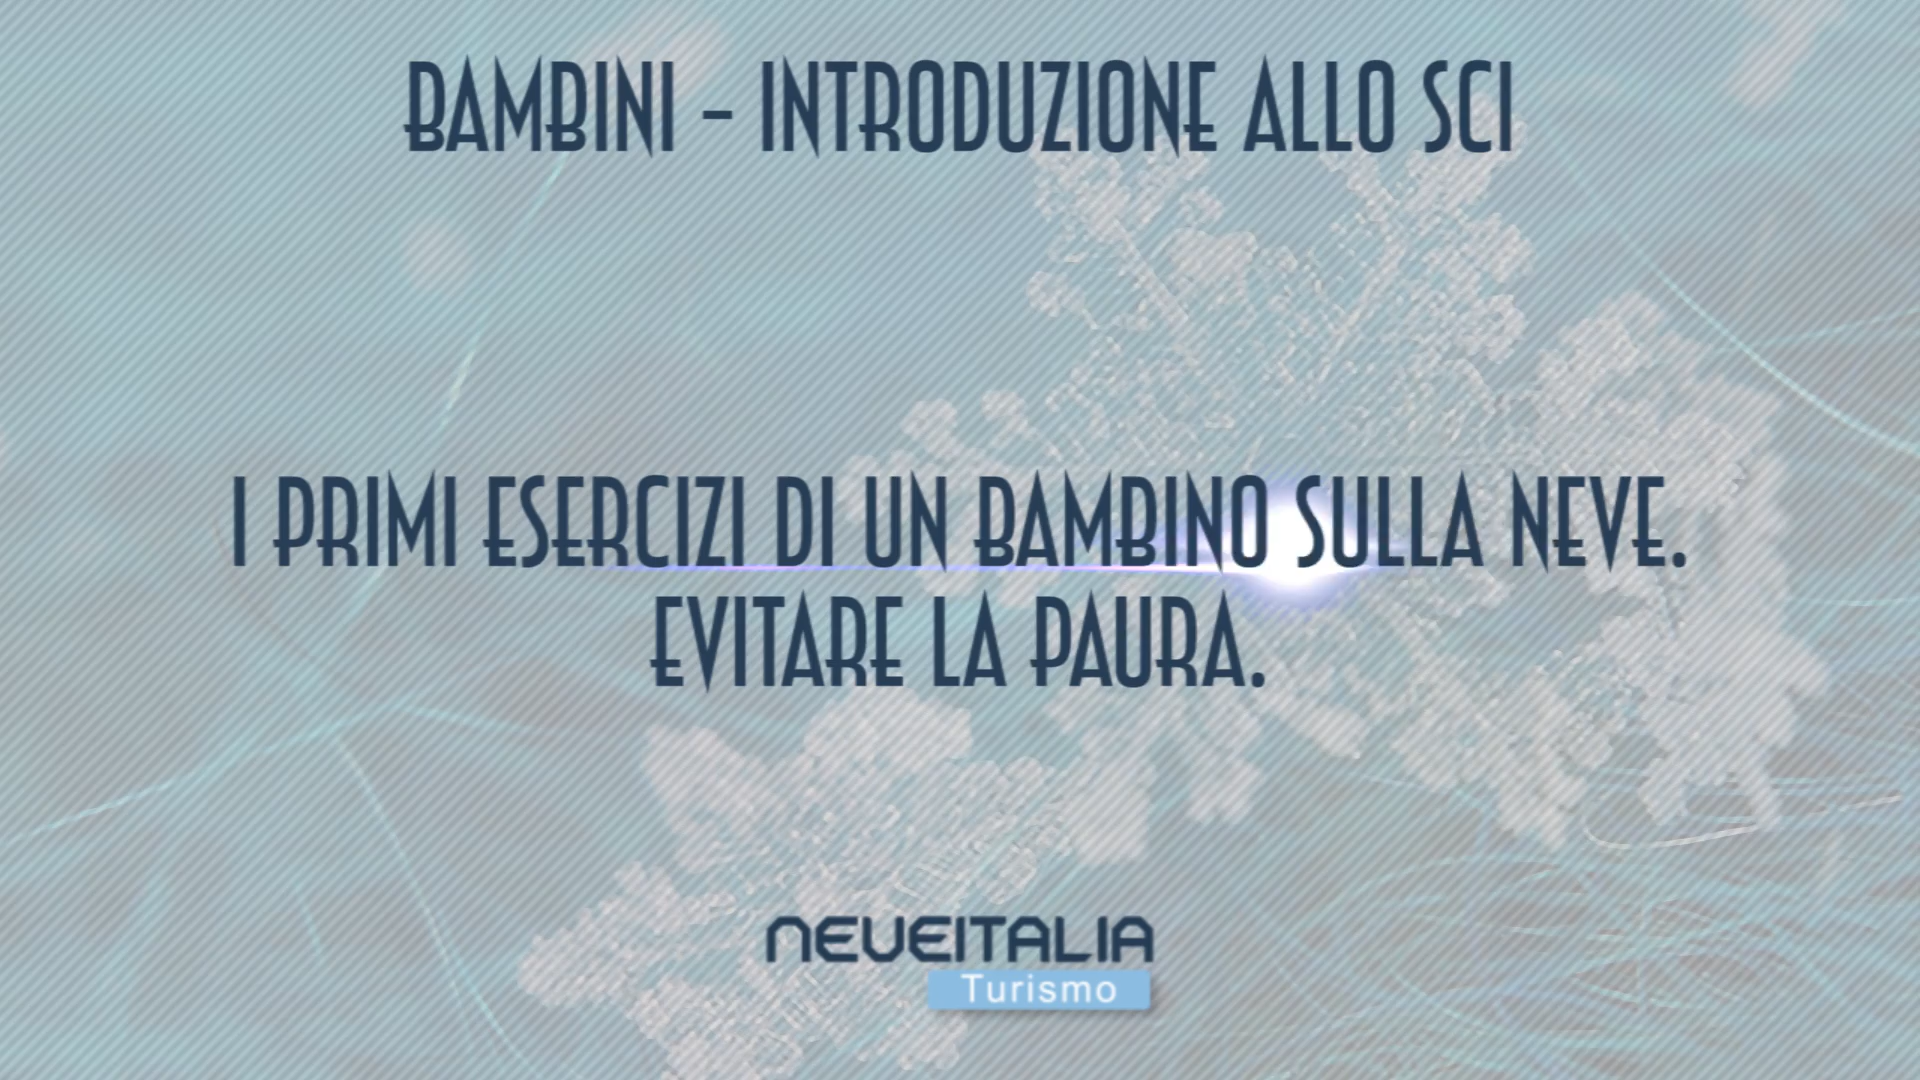 BAMBINI - INTRODUZIONE ALLO SCI
I PRIMI ESERCIZI DI UN BAMBINO SULLA NEVE.
EVITARE LA PAURA.
NEVEITALIA
Turismo